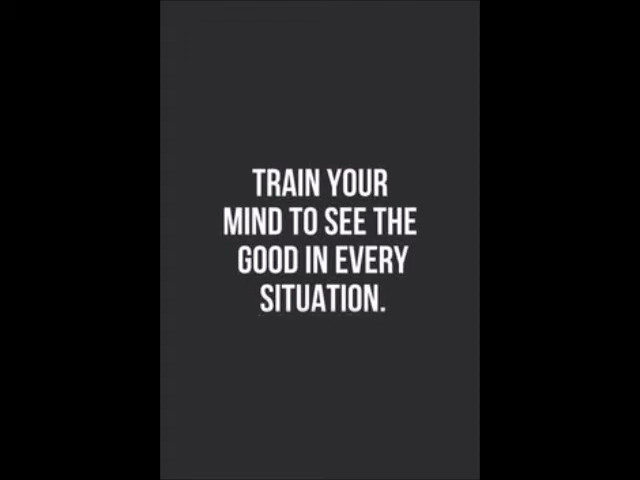 TRAIN YOUR
MIND TO SEE THE
GOOD IN EVERY
SITUATION.